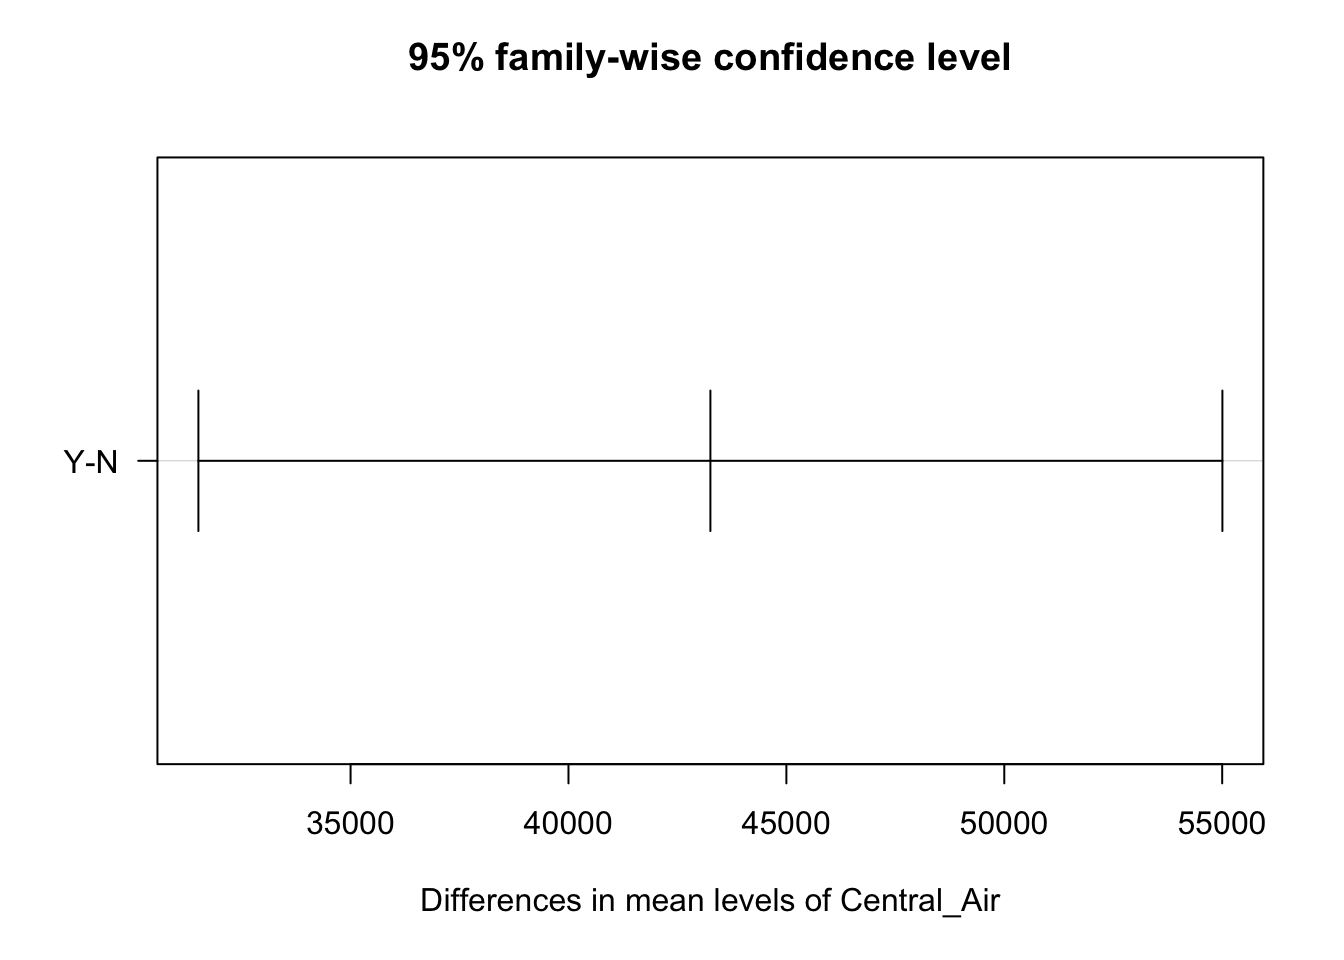 95% family-wise confidence level
Y-N
35000 40000 45000 50000 55000
Differences in mean levels of Central_Air